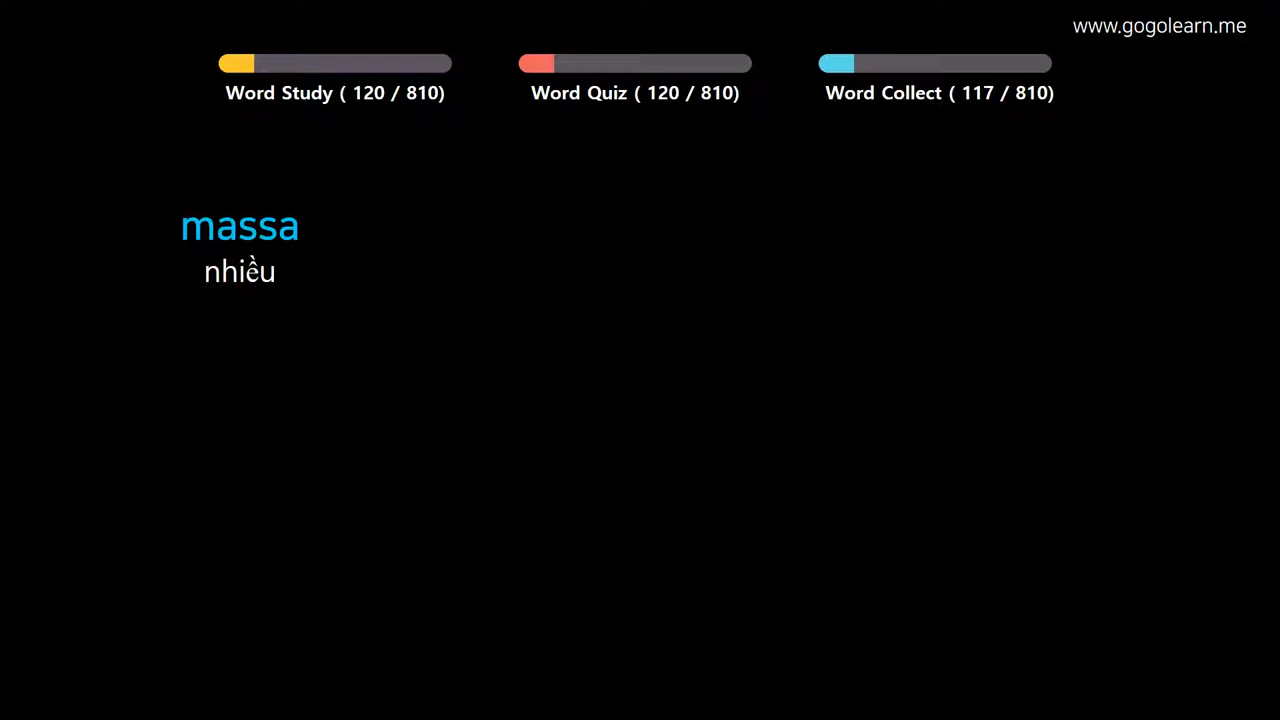 www.gogolearn.me
Word Study ( 120 / 810)
Word Quiz ( 120 / 810)
Word Collect ( 117 / 810)
massa
nhiều